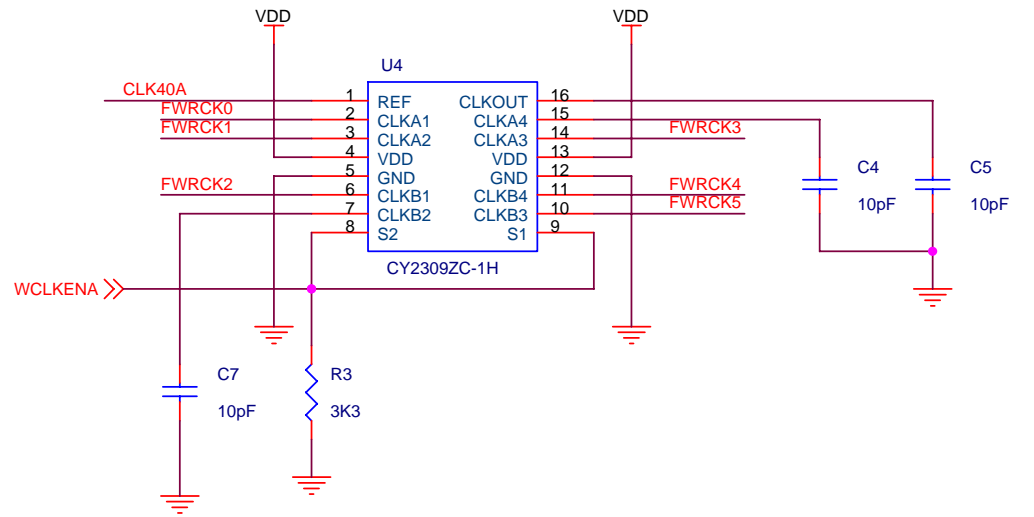 VDD
VDD
U4
CLK40A
1
REF
CLKOUT
16
FWRCK0
2
CLKA1
CLKA4
15
FWRCK1
3
CLKA2
CLKA3
14
FWRCK3
4
VDD
VDD
13
5
GND
GND
12
FWRCK2
6
CLKB1
CLKB4
11
FWRCK4
7
CLKB2
CLKB3
10
FWRCK5
8
S2
S1
9
CY2309ZC-1H
C4
10pF
C5
10pF
WCLKENA
C7
10pF
R3
3K3